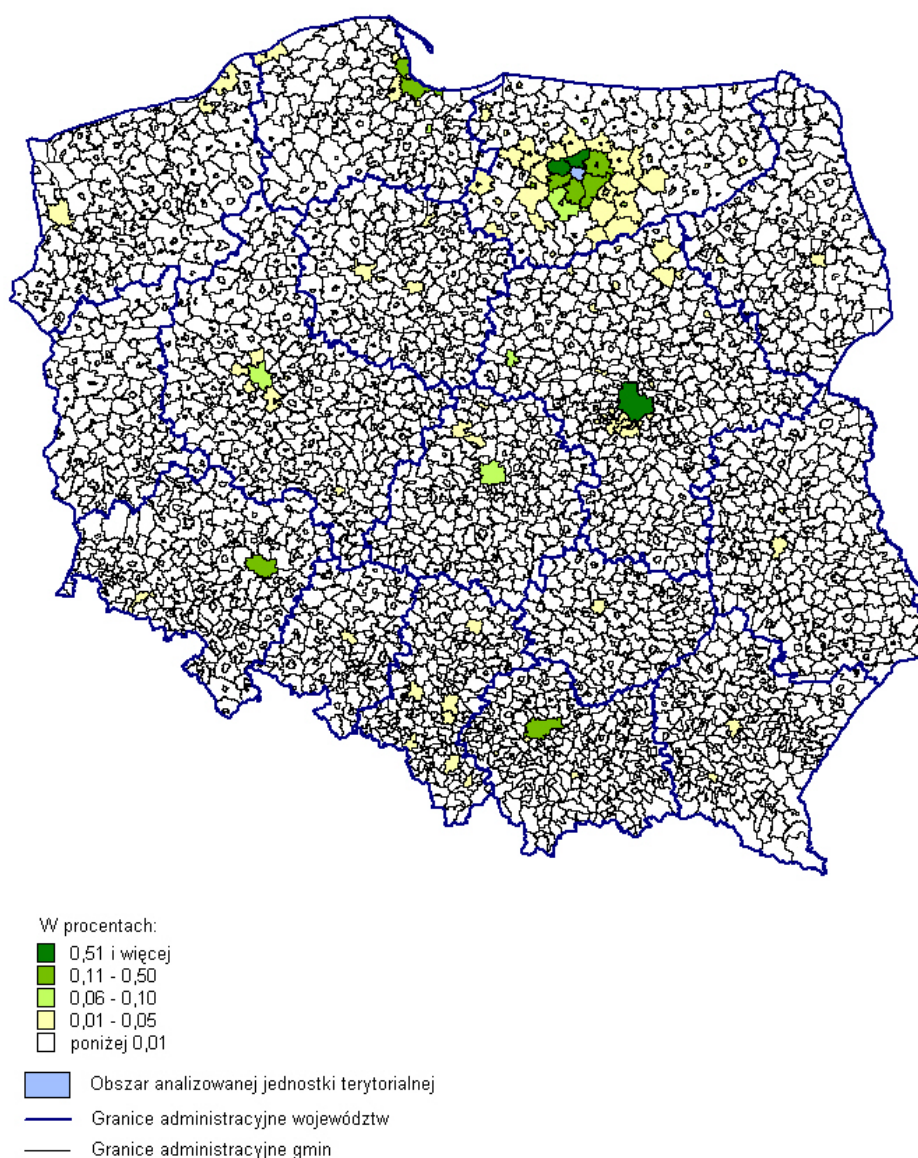 W procentach:
0,51 i więcej
0,11 - 0,50
0,06 - 0,10
0,01 - 0,05
poniżej 0,01
Obszar analizowanej jednostki terytorialnej
Granice administracyjne województw
Granice administracyjne gmin